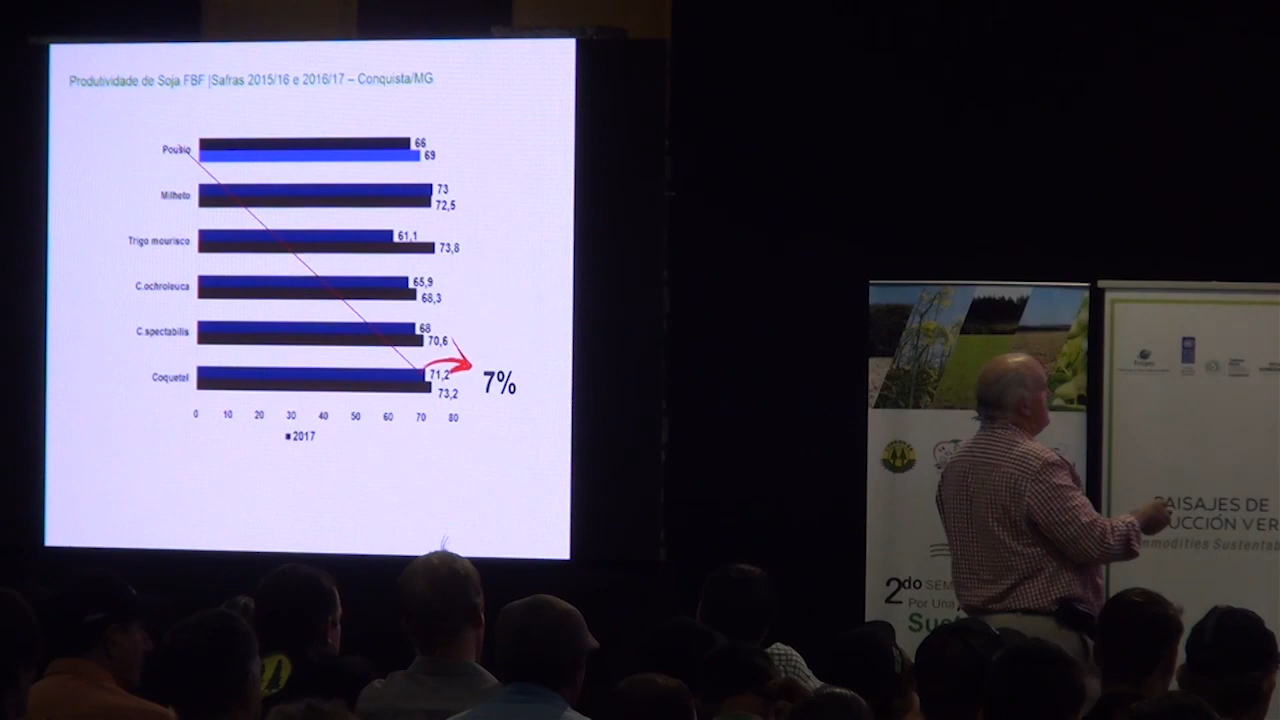 Produtividade de Soja FBF |Safras 2015/16 e 2016/17 – Conquista/MG
Pousio
66
69
Milheto
73
72,5
Trigo mourisco
61,1
73,8
C.ochroleuca
65,9
68,3
C.spectabilis
68
70,6
Coquetel
71,2
73,2
7%
0 10 20 30 40 50 60 70 80
■ 2017
2do SEM
Por Una
Sus
PAISAJES DE
UCCIÓN VER
mmodities Sustentab